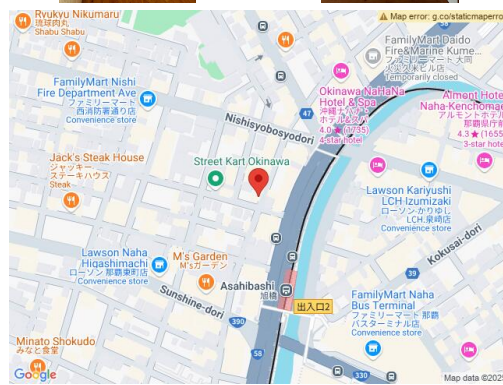 Ryukyu Nikumaru
琉球肉丸
Shabu Shabu
Map error: g.co/staticmaperro
FamilyMart Daido
Fire&Marine Kume...
ファミリーマート 大同
Temporarily closed
FamilyMart Nishi
Fire Department Ave
ファミリーマート
西消防署通り店
Convenience store
Okinawa NaHaNa
Hotel & Spa
沖縄ナハナ・
ホテル&スパ
4.0 ★ (1735)
4-star hotel
47
Almont Hotel
Naha-Kenchomae
アルモントホテル
那覇県庁前
4.3 ★ (1655)
3-star hotel
Nishisyobosyodori
Jack's Steak House
ジャッキー
ステーキハウス
Steak
Street Kart Okinawa
Lawson Kariyushi
LCH Izumizaki
ローソン・かりゆし
LCH.泉崎店
Convenience store
Lawson Naha
Higashimachi
ローソン 那覇東町店
Convenience store
M's Garden
M'sガーデン
Kokusai-dori
39
Asahibashi
旭橋
出入口2
Sunshine-dori
390
FamilyMart Naha
Bus Terminal
ファミリーマート 那覇
バスターミナル店
Convenience store
Minato Shokudo
みなと食堂
58
330
Google
Map data ©202